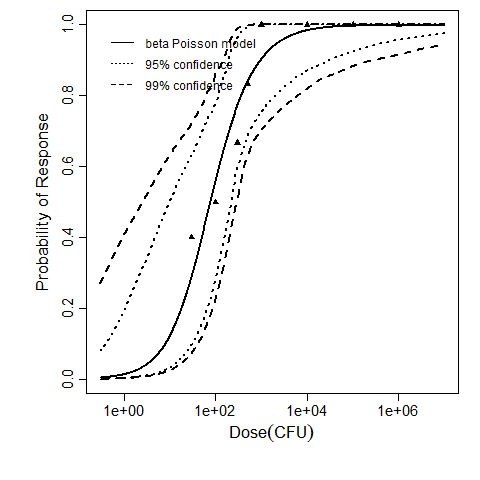 beta Poisson model
95% confidence
99% confidence
Probability of Response
1.0
0.8
0.6
0.4
0.2
0.0
1e+00 1e+02 1e+04 1e+06
Dose(CFU)